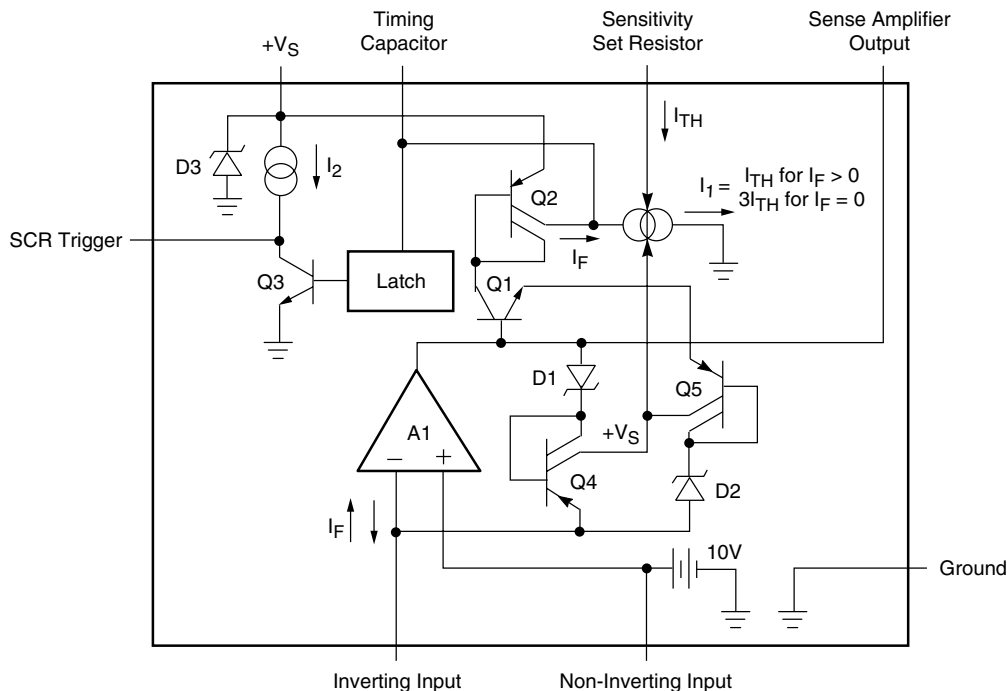 Timing
Capacitor
Sensitivity
Set Resistor
Sense Amplifier
Output
+VS
ITH
D3
I2
Q2
I1 = ITH for IF > 0
3ITH for IF = 0
SCR Trigger
IF
Q3
Latch
Q1
D1
Q5
A1
+VS
− +
Q4
D2
IF
10V
Ground
Inverting Input
Non-Inverting Input